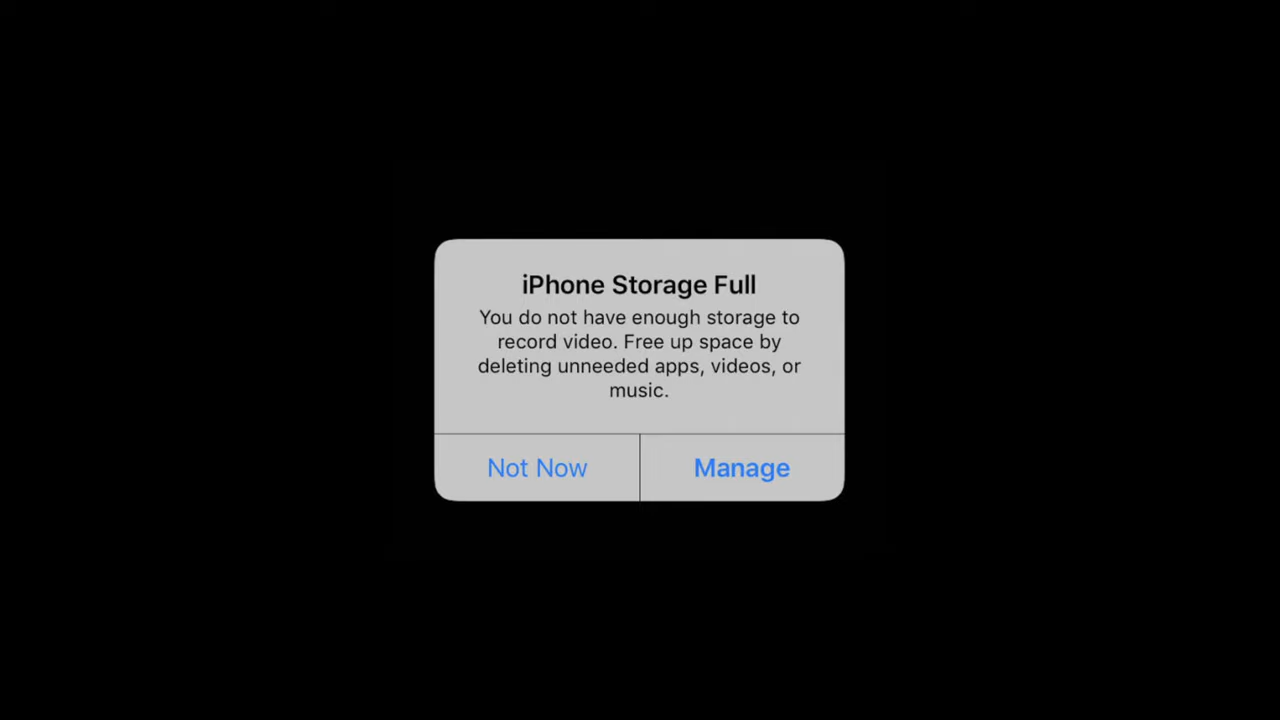 iPhone Storage Full
You do not have enough storage to
record video. Free up space by
deleting unneeded apps, videos, or
music.
Not Now
Manage